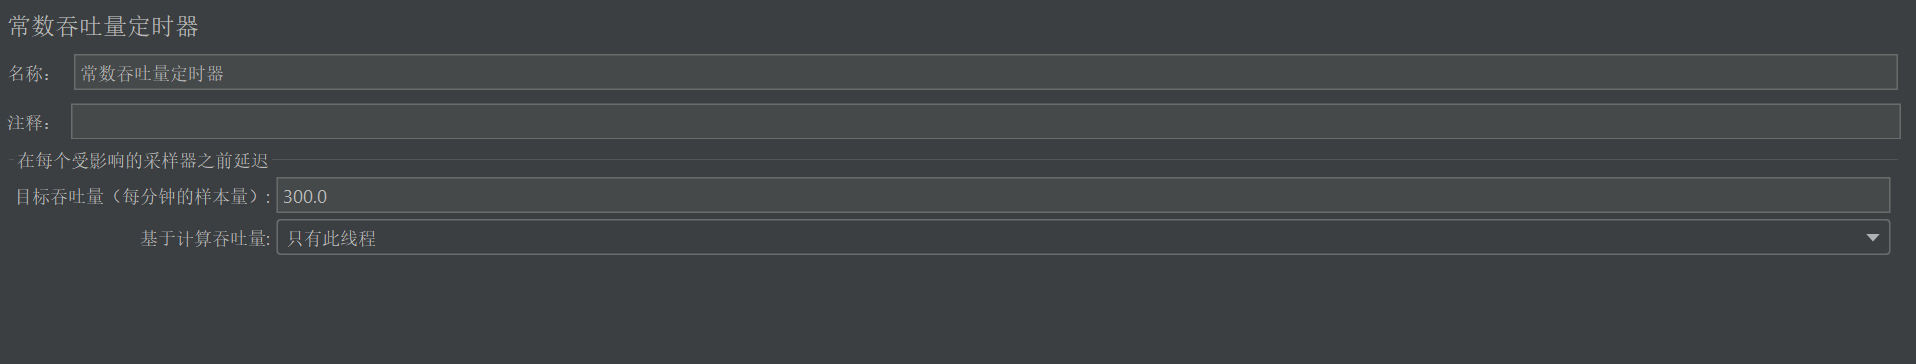 常数吞吐量定时器
名称： 常数吞吐量定时器
注释：
在每个受影响的采样器之前延迟
目标吞吐量（每分钟的样本量）: 300.0
基于计算吞吐量: 只有此线程